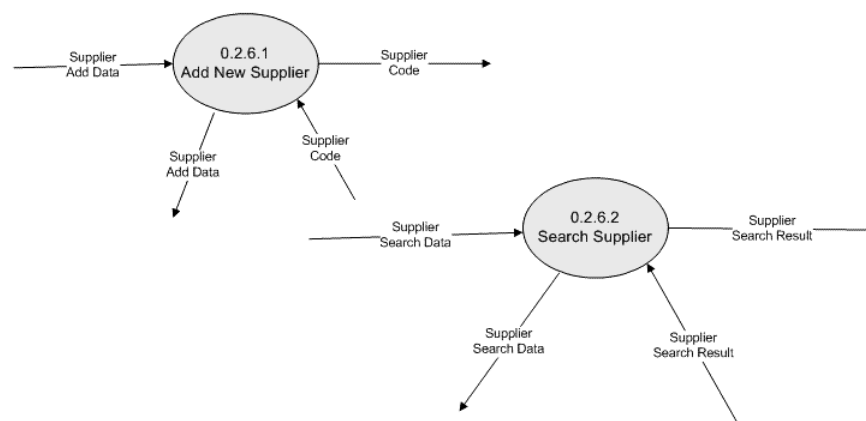 0.2.6.1
Add New Supplier
Supplier
Add Data
Supplier
Code
Supplier
Add Data
Supplier
Code
0.2.6.2
Search Supplier
Supplier
Search Data
Supplier
Search Result
Supplier
Search Data
Supplier
Search Result